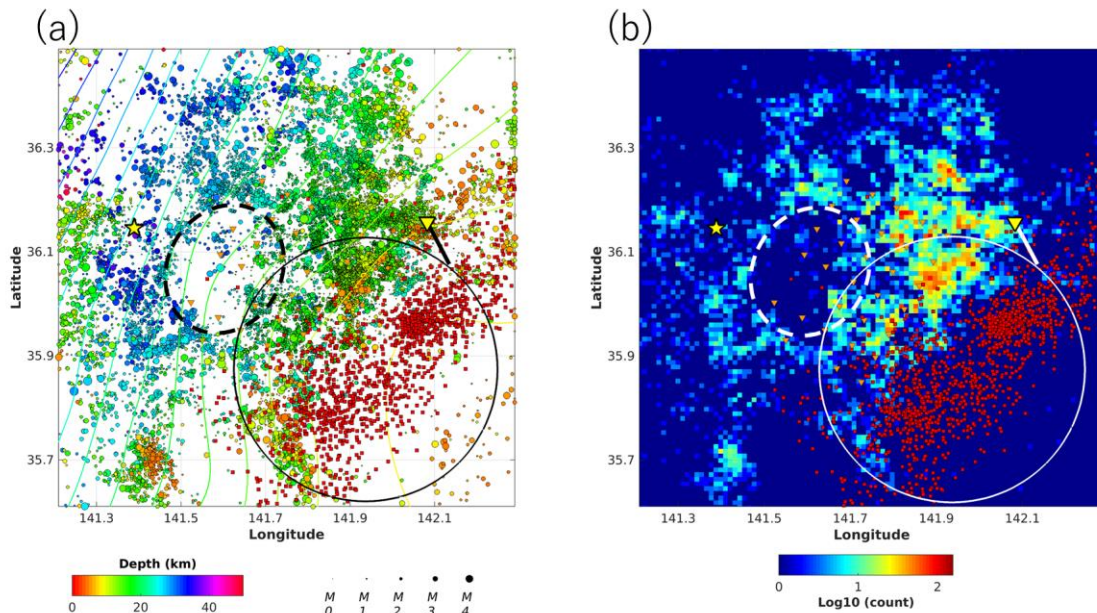 (a)
(b)
36.3
36.1
35.9
35.7
Latitude
141.3 141.5 141.7 141.9 142.1
Longitude
36.3
36.1
35.9
35.7
Latitude
141.3 141.5 141.7 141.9 142.1
Longitude
Depth (km)
0 20 40
M M M M M
0 1 2 3 4
0 1 2
Log10 (count)